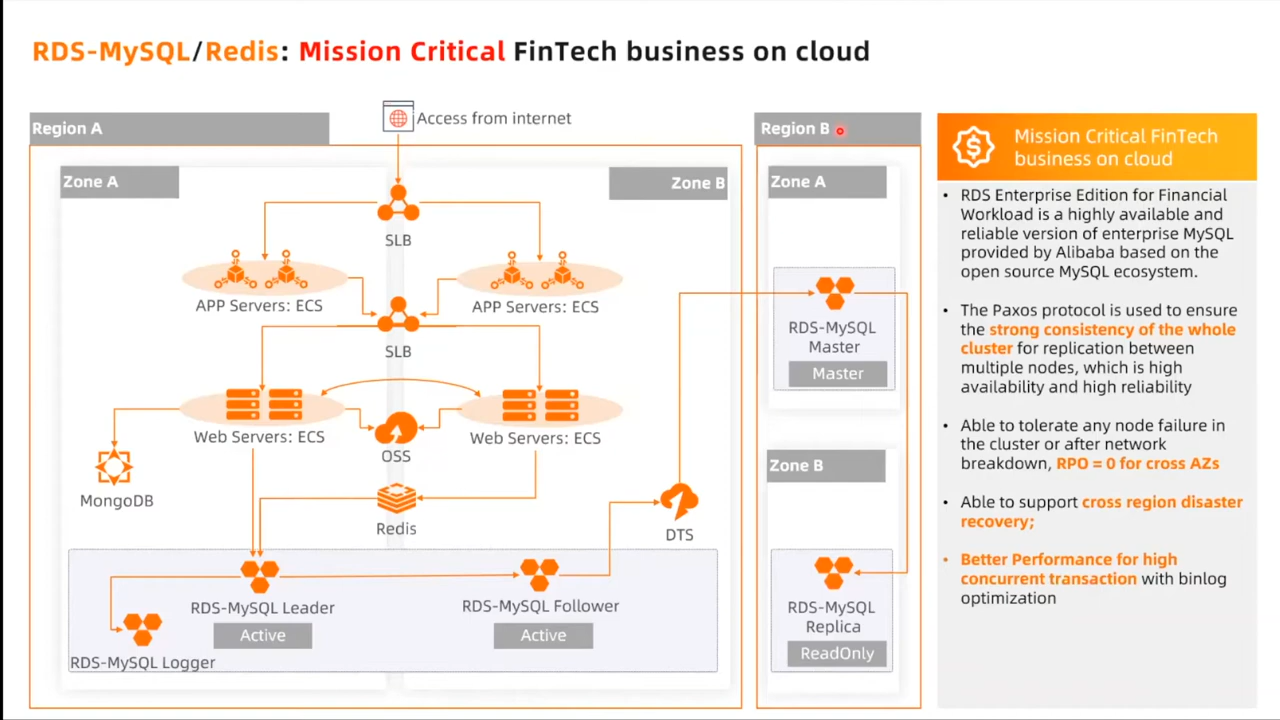 RDS-MySQL/Redis: Mission Critical FinTech business on cloud
Access from internet
Region A
Zone A
Zone B
SLB
APP Servers: ECS
APP Servers: ECS
SLB
Web Servers: ECS
OSS
Web Servers: ECS
MongoDB
Redis
DTS
RDS-MySQL Leader
Active
RDS-MySQL Follower
Active
RDS-MySQL Logger
Region B
Zone A
RDS-MySQL
Master
Master
Zone B
RDS-MySQL
Replica
ReadOnly
Mission Critical FinTech
business on cloud
• RDS Enterprise Edition for Financial
Workload is a highly available and
reliable version of enterprise MySQL
provided by Alibaba based on the
open source MySQL ecosystem.
• The Paxos protocol is used to ensure
the strong consistency of the whole
cluster for replication between
multiple nodes, which is high
availability and high reliability
• Able to tolerate any node failure in
the cluster or after network
breakdown, RPO = 0 for cross AZs
• Able to support cross region disaster
recovery;
• Better Performance for high
concurrent transaction with binlog
optimization